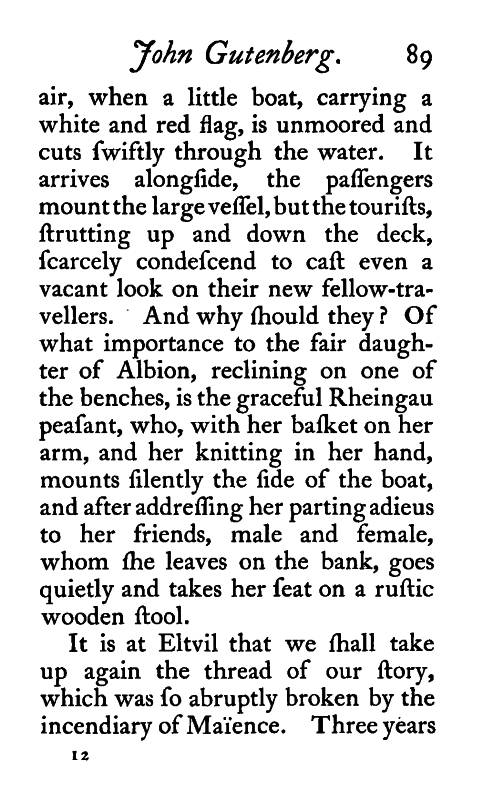 John Gutenberg. 89
air, when a little boat, carrying a
white and red flag, is unmoored and
cuts ſwiftly through the water. It
arrives alongſide, the paſſengers
mount the large veſſel, but the touriſts,
ſtrutting up and down the deck,
ſcarcely condeſcend to caſt even a
vacant look on their new fellow-tra-
vellers. And why ſhould they? Of
what importance to the fair daugh-
ter of Albion, reclining on one of
the benches, is the graceful Rheingau
peaſant, who, with her baſket on her
arm, and her knitting in her hand,
mounts ſilently the ſide of the boat,
and after addreſſing her parting adieus
to her friends, male and female,
whom ſhe leaves on the bank, goes
quietly and takes her ſeat on a ruſtic
wooden ſtool.
It is at Eltvil that we ſhall take
up again the thread of our ſtory,
which was ſo abruptly broken by the
incendiary of Maïence. Three years
12